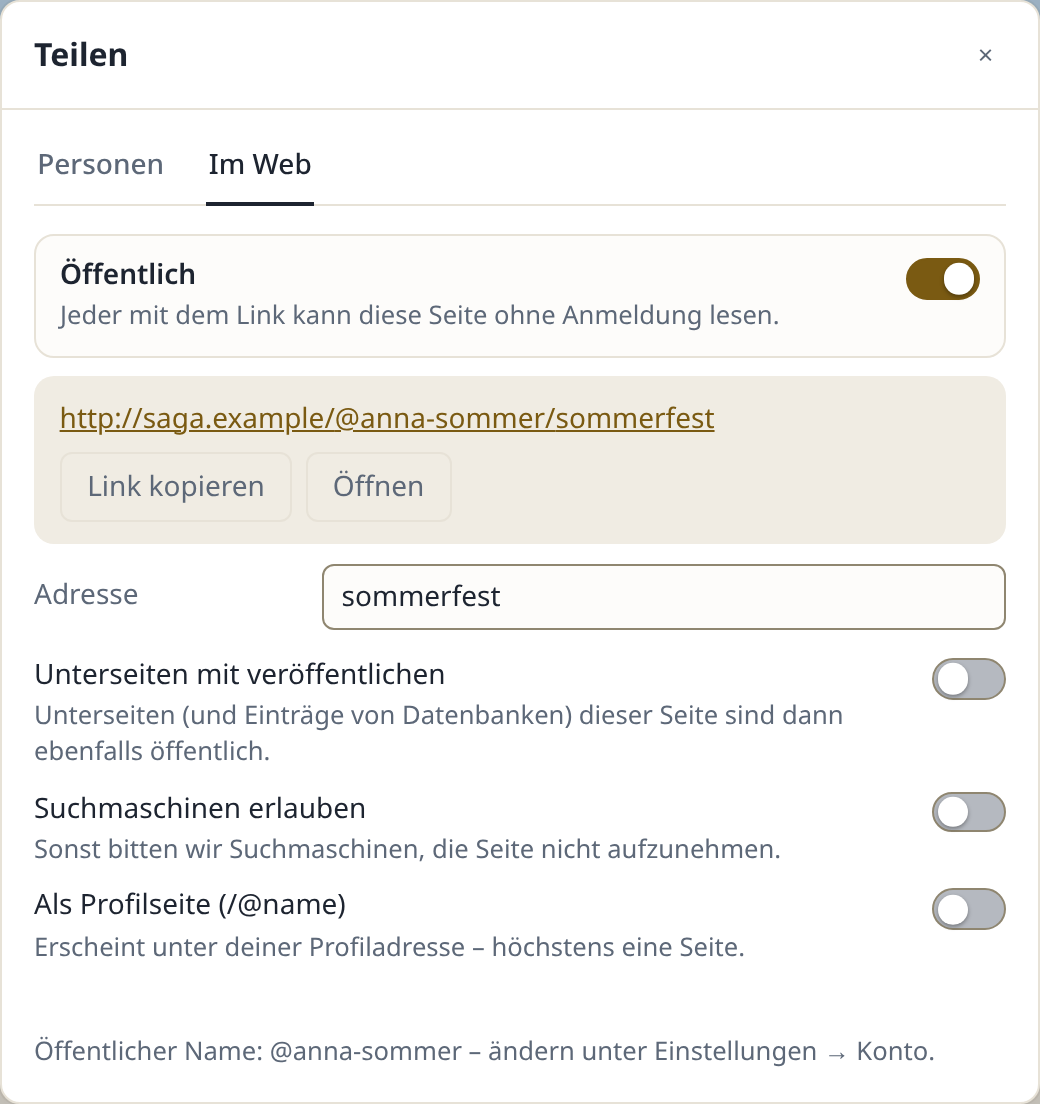 Teilen ×
Personen Im Web
Öffentlich
Jeder mit dem Link kann diese Seite ohne Anmeldung lesen.
http://saga.example/@anna-sommer/sommerfest
Link kopieren Öffnen
Adresse sommerfest
Unterseiten mit veröffentlichen
Unterseiten (und Einträge von Datenbanken) dieser Seite sind dann
ebenfalls öffentlich.
Suchmaschinen erlauben
Sonst bitten wir Suchmaschinen, die Seite nicht aufzunehmen.
Als Profilseite (/@name)
Erscheint unter deiner Profiladresse – höchstens eine Seite.
Öffentlicher Name: @anna-sommer – ändern unter Einstellungen → Konto.